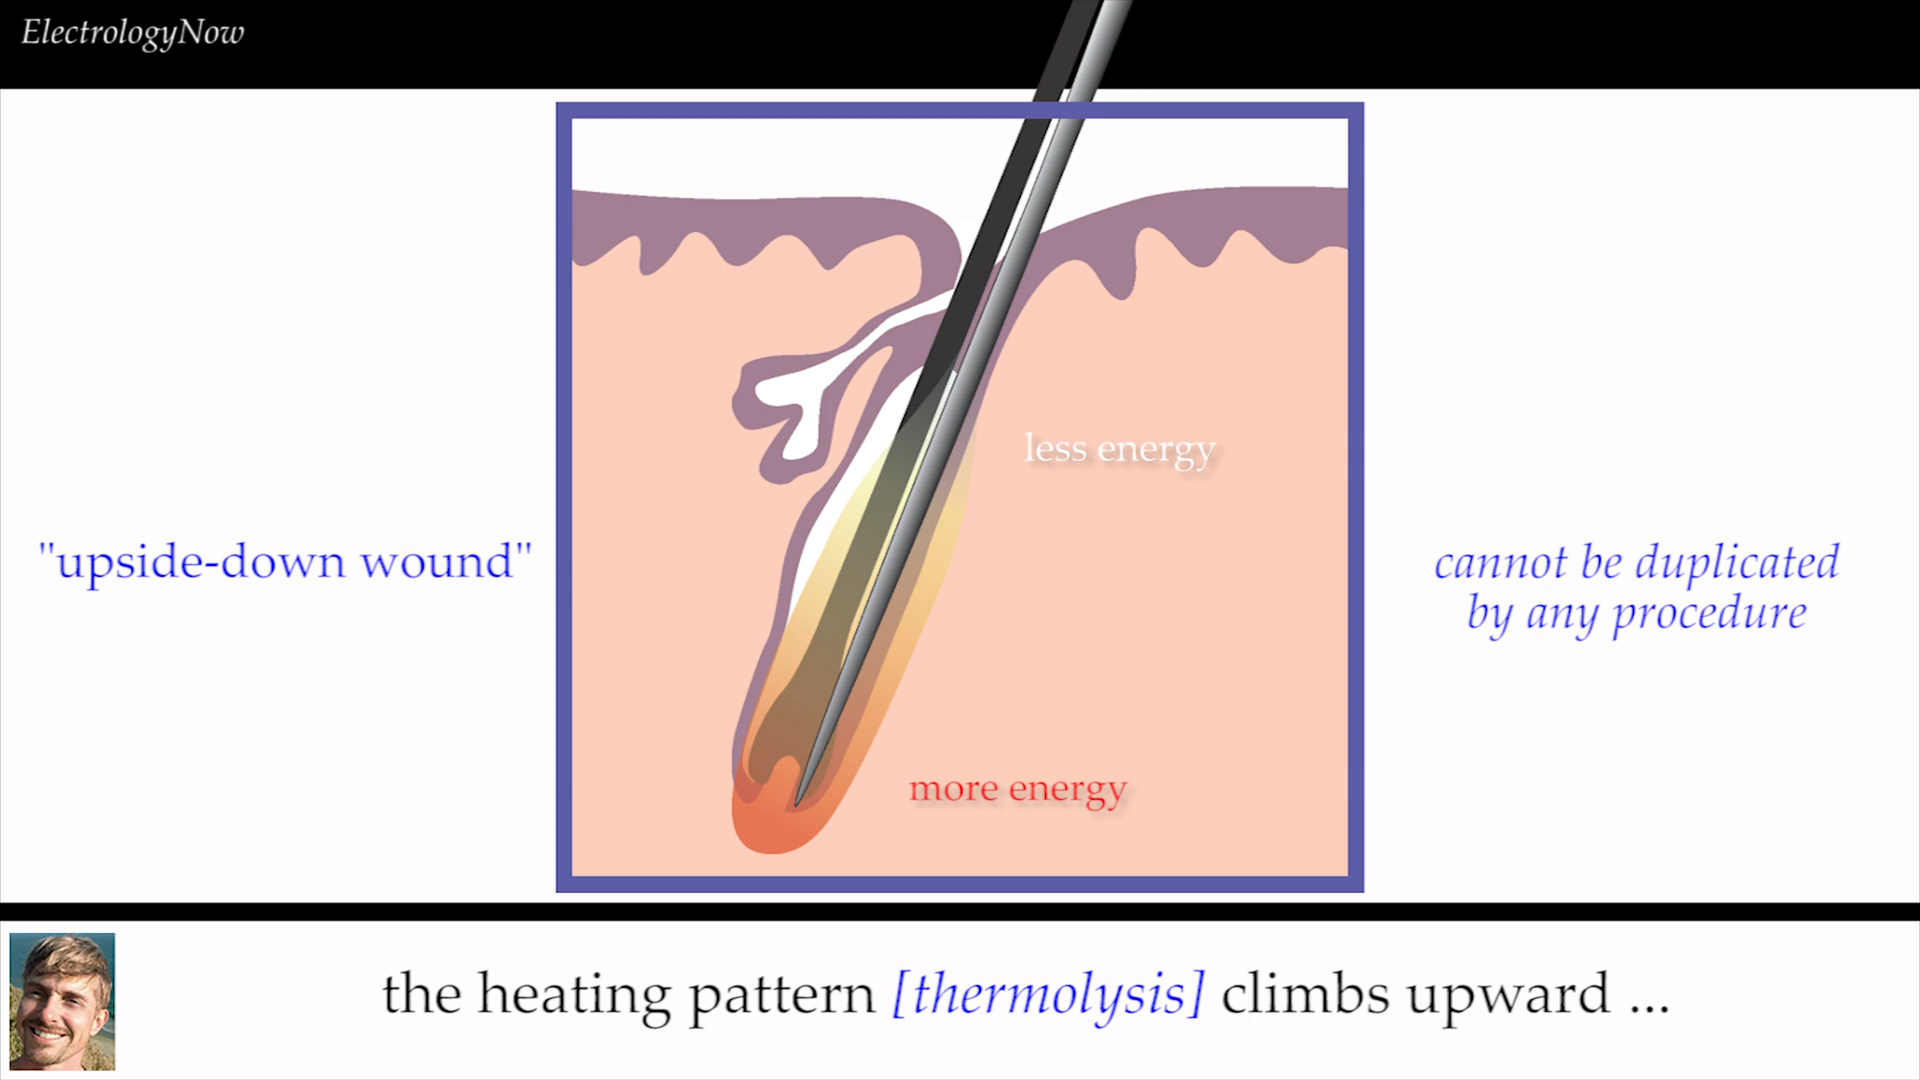 ElectrologyNow
less energy
"upside-down wound"
cannot be duplicated
by any procedure
more energy
the heating pattern [thermolysis] climbs upward ...